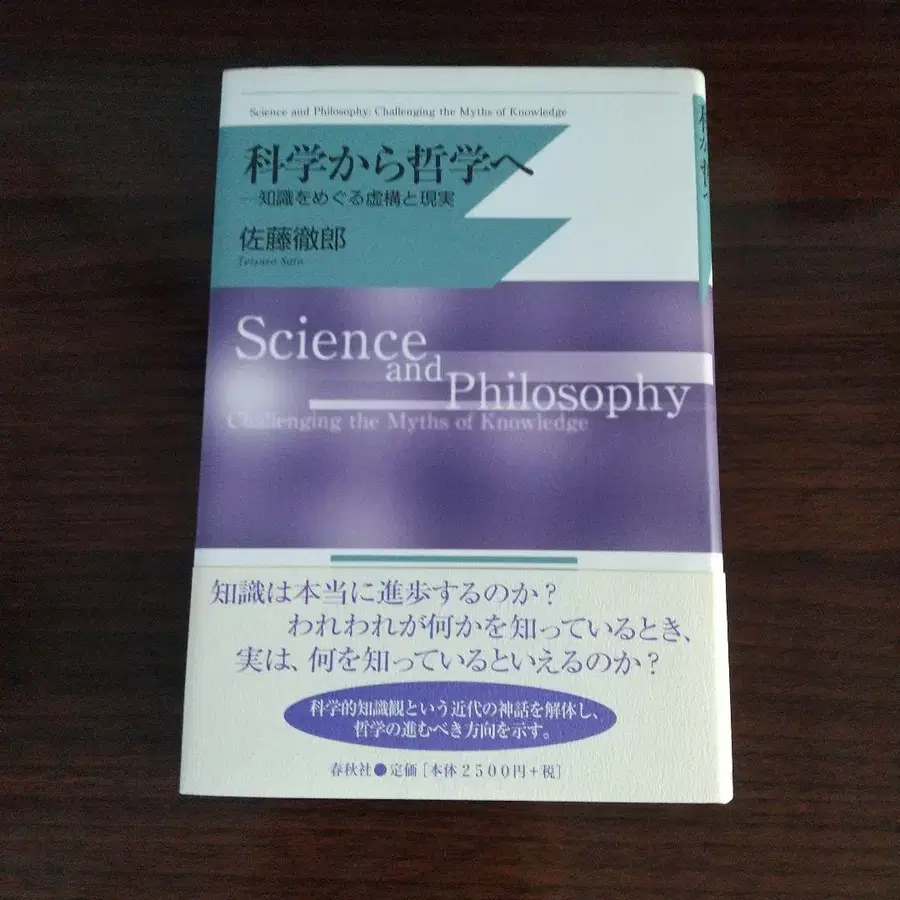 Science and Philosophy: Challenging the Myths of Knowledge
科学から哲学へ
─知識をめぐる虚構と現実
佐藤徹郎
Tetsuro Sato
Science
and
Philosophy
Challenging the Myths of Knowledge
知識は本当に進歩するのか?
われわれが何かを知っているとき、
実は、何を知っているといえるのか?
科学的知識観という近代の神話を解体し、
哲学の進むべき方向を示す。
春秋社●定価[本体2500円+税]